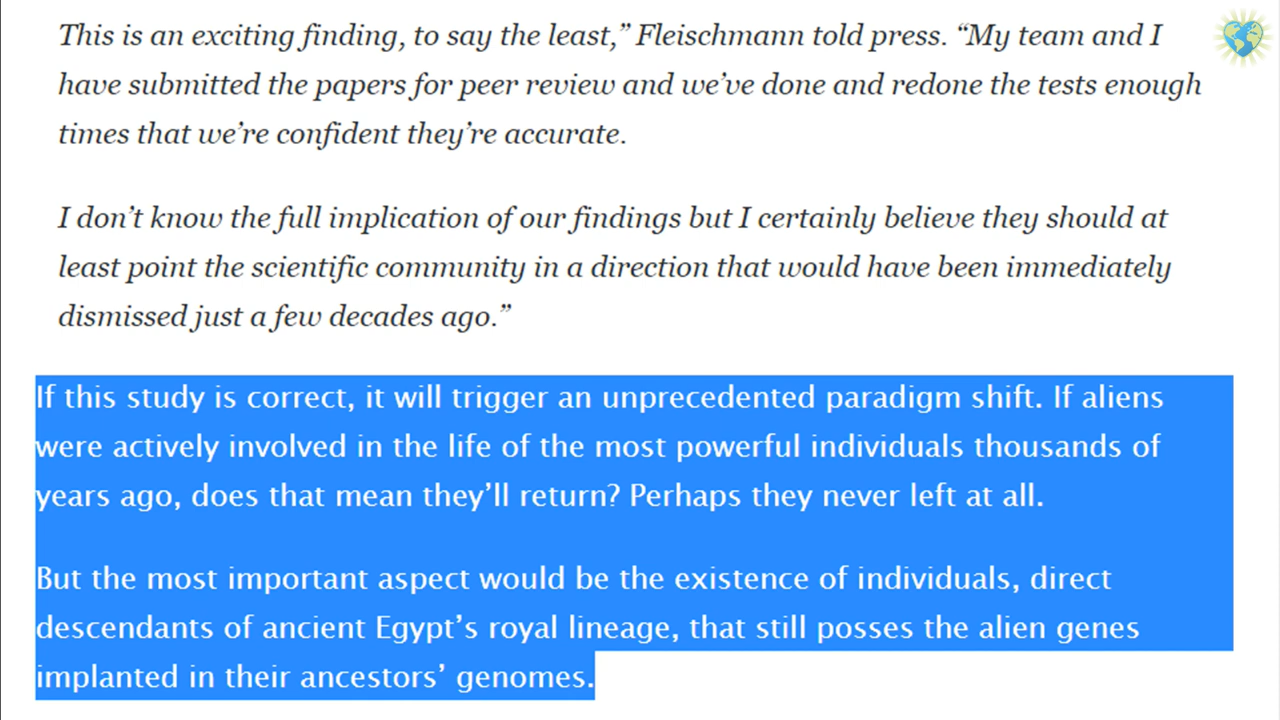 This is an exciting finding, to say the least,” Fleischmann told press. “My team and I
have submitted the papers for peer review and we’ve done and redone the tests enough
times that we’re confident they’re accurate.
I don’t know the full implication of our findings but I certainly believe they should at
least point the scientific community in a direction that would have been immediately
dismissed just a few decades ago.”
If this study is correct, it will trigger an unprecedented paradigm shift. If aliens
were actively involved in the life of the most powerful individuals thousands of
years ago, does that mean they’ll return? Perhaps they never left at all.
But the most important aspect would be the existence of individuals, direct
descendants of ancient Egypt’s royal lineage, that still posses the alien genes
implanted in their ancestors’ genomes.